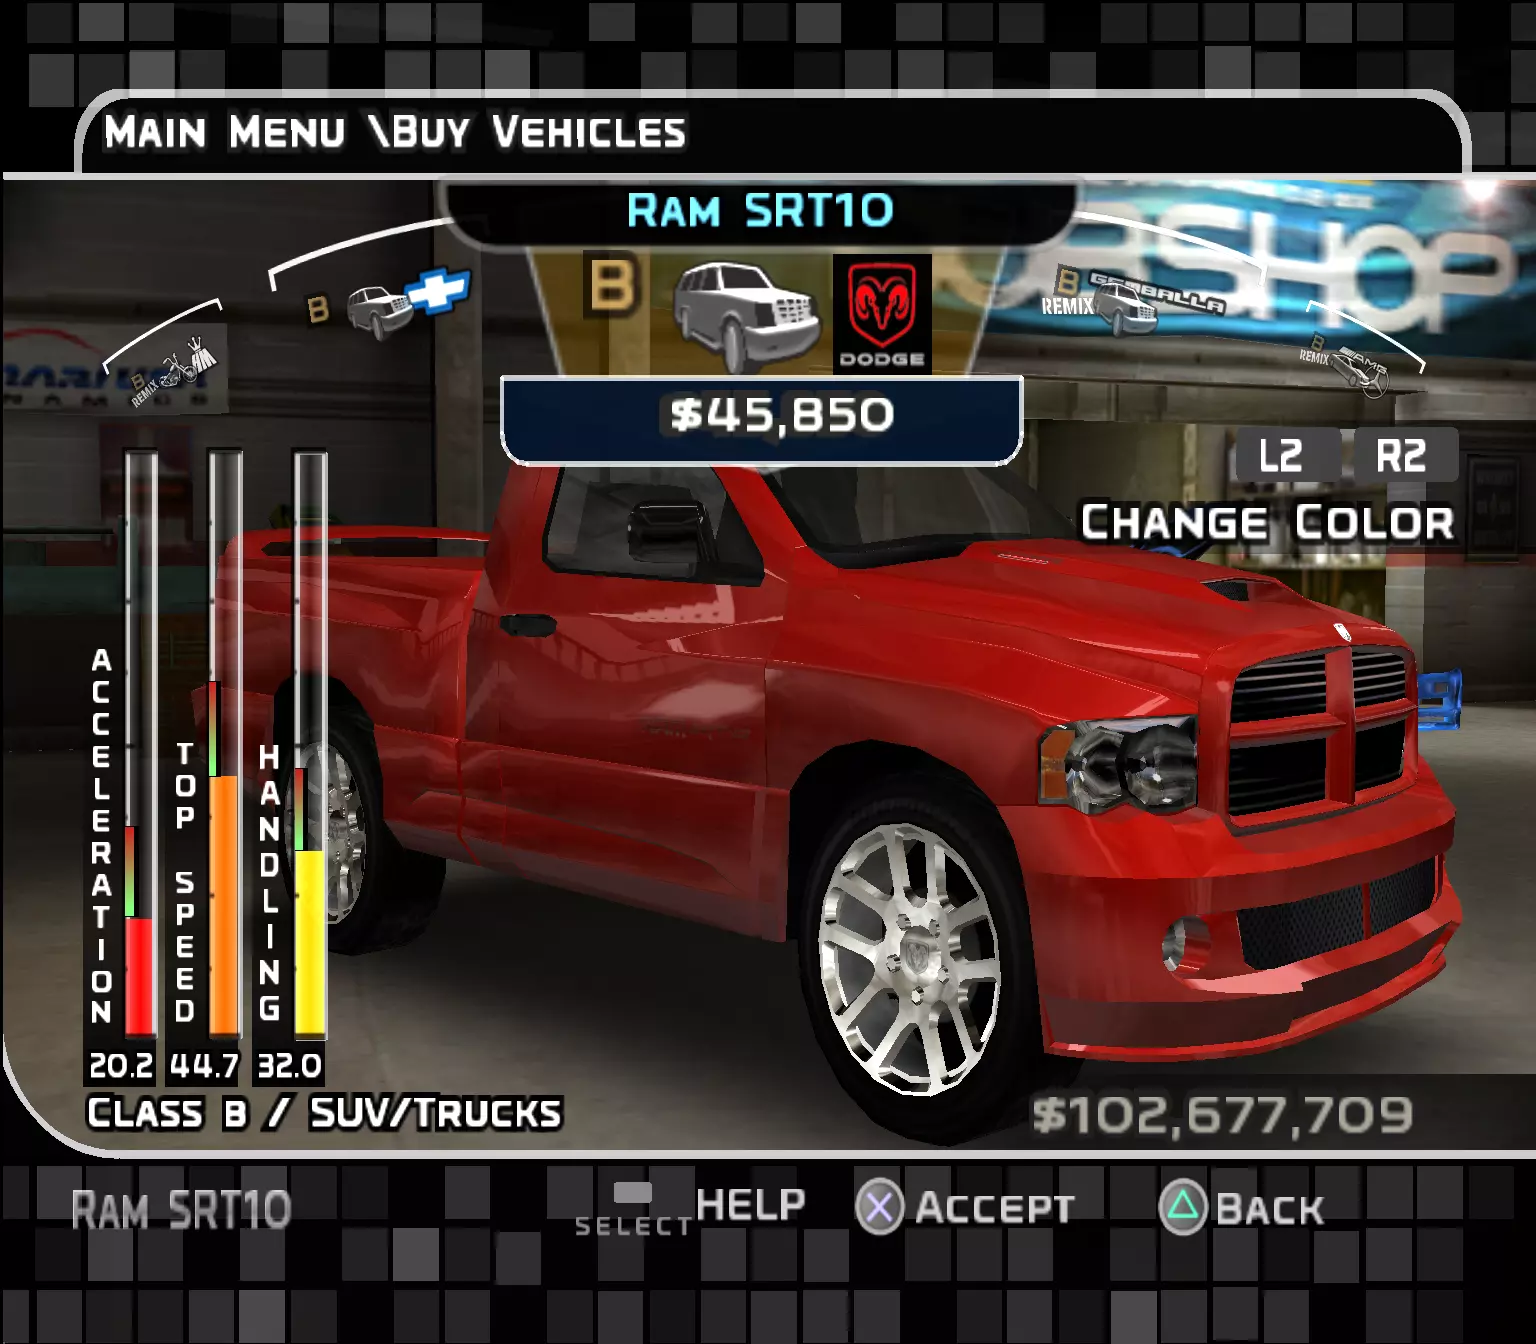 MAIN MENU \BUY VEHICLES
RAM SRT10
B
DODGE
B
B
REMIX
GEMBALLA
B
REMIX
AMG
B
REMIX
$45,850
L2 R2
CHANGE COLOR
ACCELERATION
TOP SPEED
HANDLING
20.2 44.7 32.0
CLASS B / SUV/TRUCKS
$102,677,709
RAM SRT10
SELECT HELP ACCEPT BACK